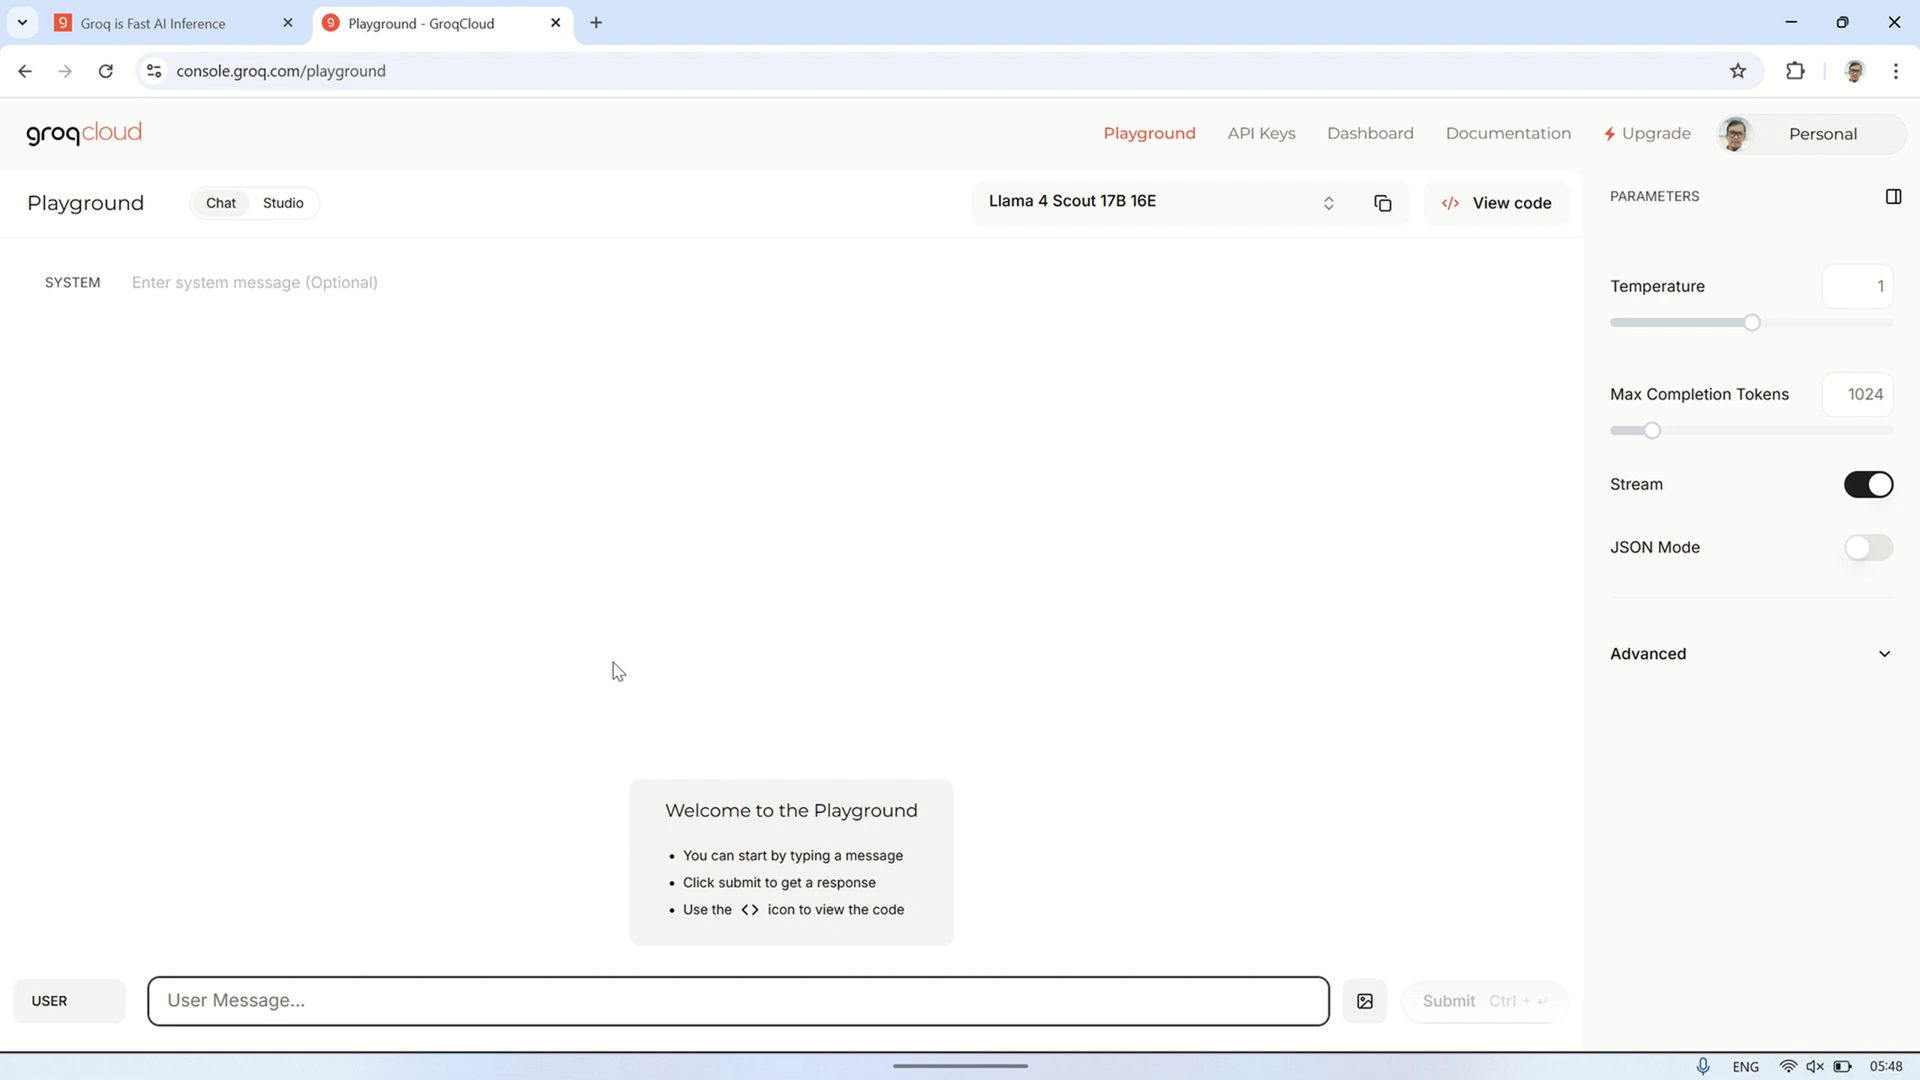 Groq is Fast AI Inference
Playground - GroqCloud
console.groq.com/playground
groqcloud
Playground
API Keys
Dashboard
Documentation
Upgrade
Personal
Playground
Chat
Studio
Llama 4 Scout 17B 16E
</> View code
PARAMETERS
SYSTEM
Enter system message (Optional)
Temperature
1
Max Completion Tokens
1024
Stream
JSON Mode
Advanced
Welcome to the Playground
• You can start by typing a message
• Click submit to get a response
• Use the <> icon to view the code
USER
User Message...
Submit Ctrl + ↵
ENG
05:48